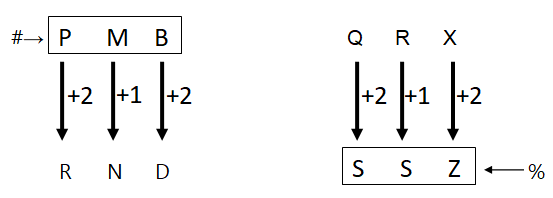 #→ P M B Q R X
+2 +1 +2 +2 +1 +2
R N D S S Z ← %